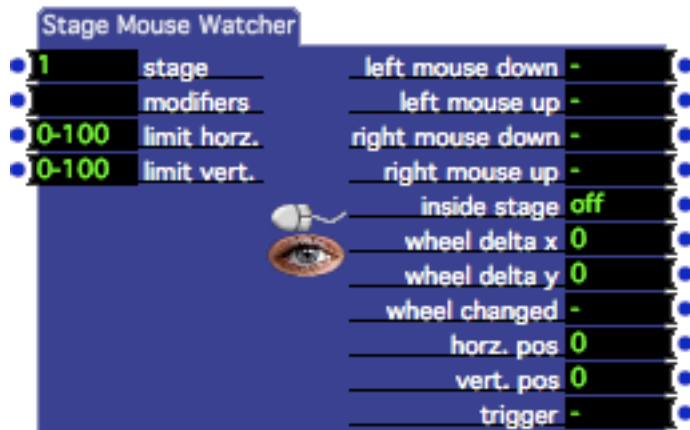 Stage Mouse Watcher
1 stage left mouse down -
modifiers left mouse up -
0-100 limit horz. right mouse down -
0-100 limit vert. right mouse up -
inside stage off
wheel delta x 0
wheel delta y 0
wheel changed -
horz. pos 0
vert. pos 0
trigger -